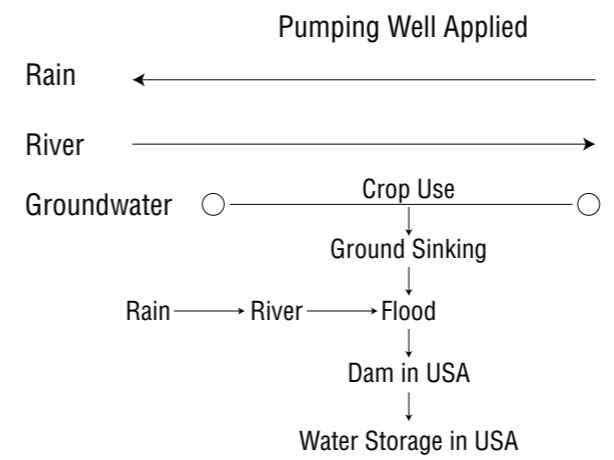 Pumping Well Applied
Rain
River
Groundwater
Crop Use
Ground Sinking
Rain River Flood
Dam in USA
Water Storage in USA